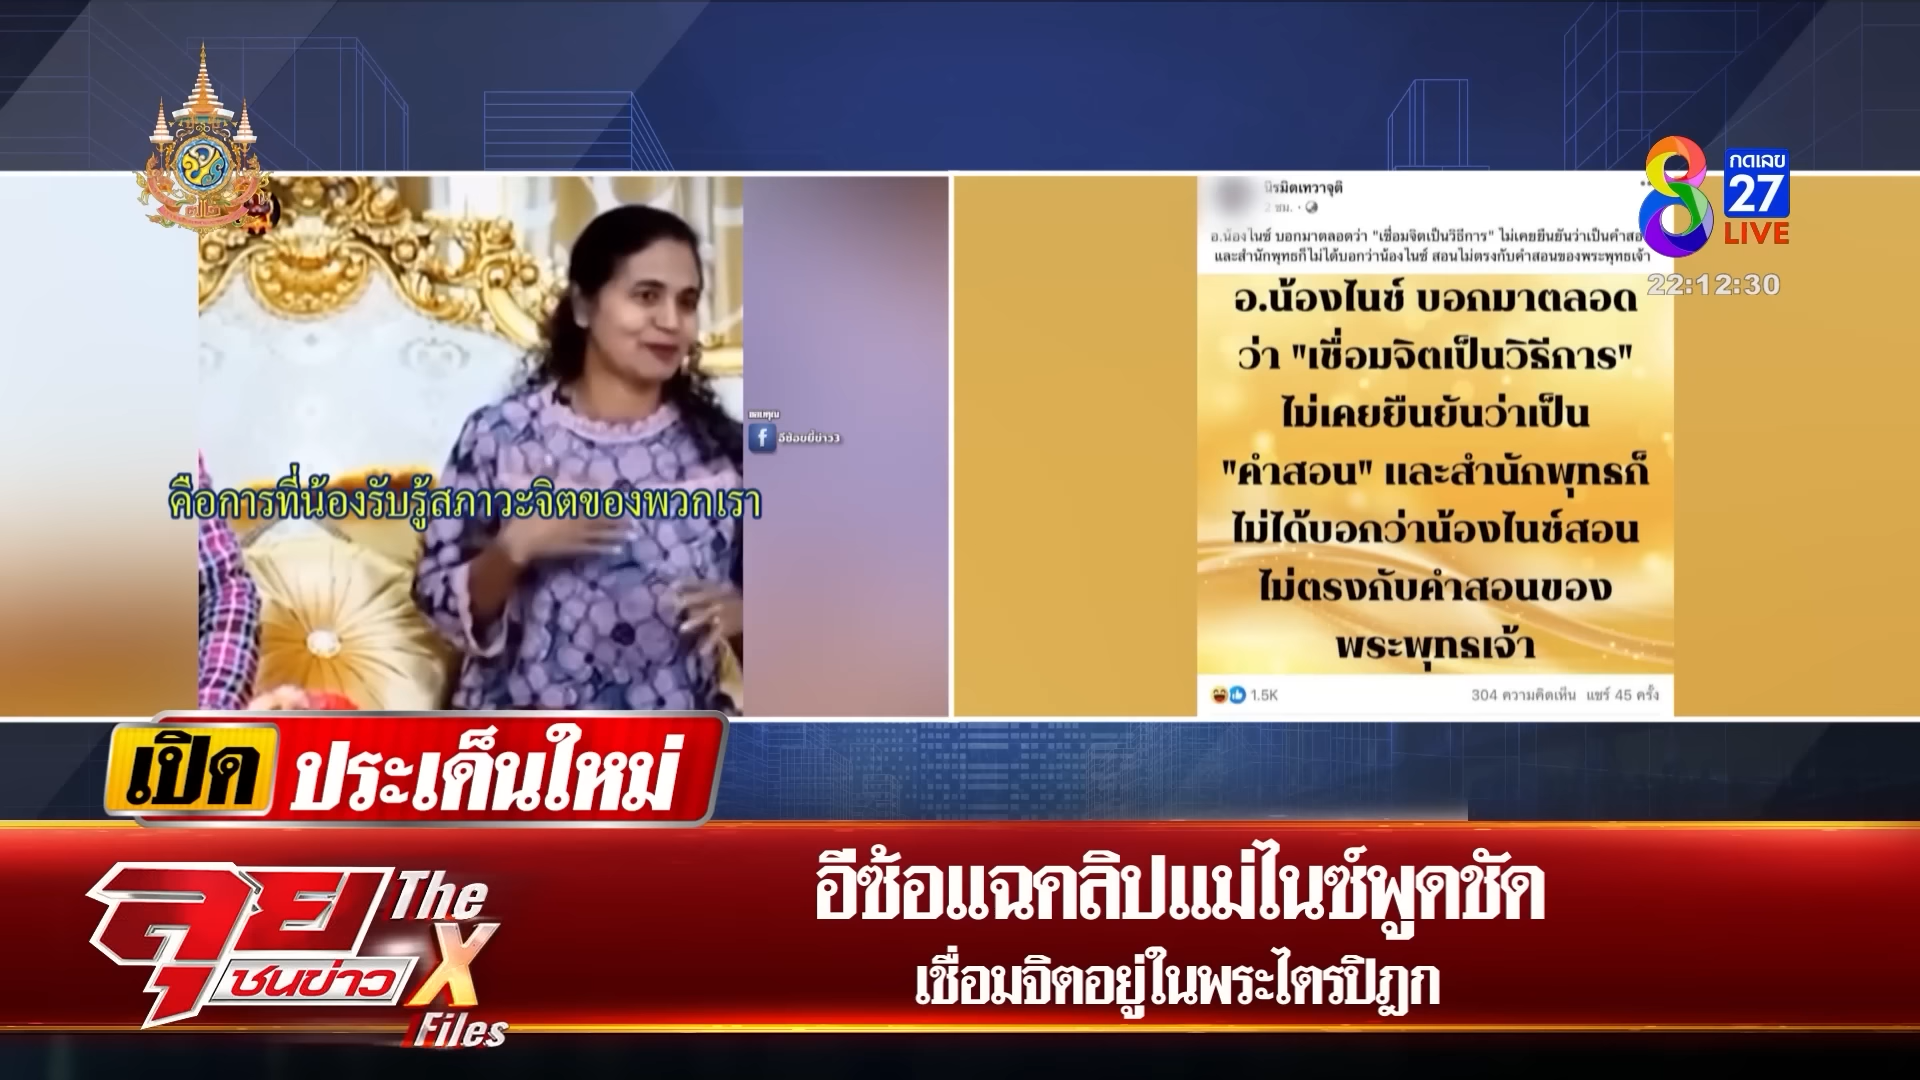 กดเลข
27
LIVE
22:12:30
นิรมิตเทวาจุติ
2 ชม.
อ.น้องไนซ์ บอกมาตลอดว่า "เชื่อมจิตเป็นวิธีการ" ไม่เคยยืนยันว่าเป็นคำสอน
และสำนักพุทธก็ไม่ได้บอกว่าน้องไนซ์ สอนไม่ตรงกับคำสอนของพระพุทธเจ้า
อ.น้องไนซ์ บอกมาตลอด
ว่า "เชื่อมจิตเป็นวิธีการ"
ไม่เคยยืนยันว่าเป็น
"คำสอน" และสำนักพุทธก็
ไม่ได้บอกว่าน้องไนซ์สอน
ไม่ตรงกับคำสอนของ
พระพุทธเจ้า
1.5K
304 ความคิดเห็น แชร์ 45 ครั้ง
ขอบคุณ
อีซ้อขยี้ข่าว3
คือการที่น้องรับรู้สภาวะจิตของพวกเรา
เปิด ประเด็นใหม่
ลุย
ชนข่าว
The
X
Files
อีซ้อแฉคลิปแม่ไนซ์พูดชัด
เชื่อมจิตอยู่ในพระไตรปิฎก